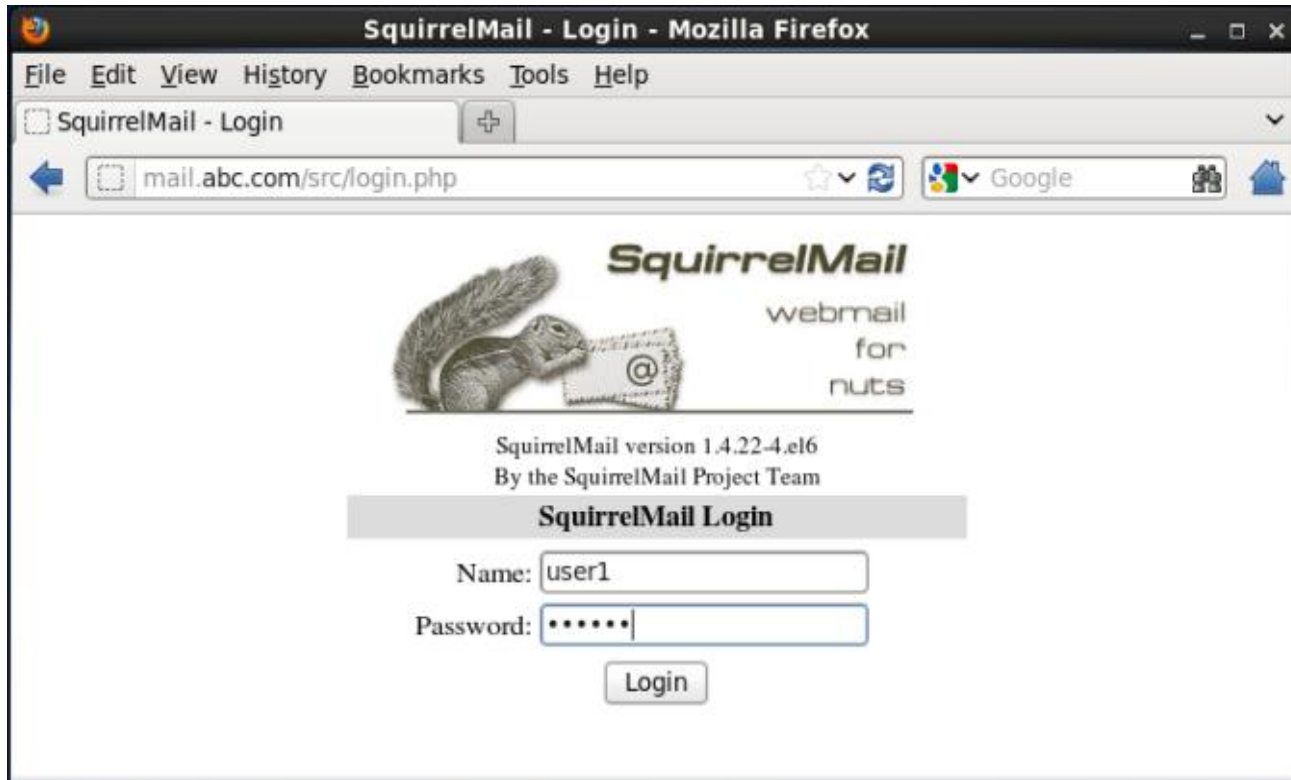 SquirrelMail - Login - Mozilla Firefox
File Edit View History Bookmarks Tools Help
SquirrelMail - Login
mail.abc.com/src/login.php
Google
SquirrelMail
webmail
for
nuts
@
SquirrelMail version 1.4.22-4.el6
By the SquirrelMail Project Team
SquirrelMail Login
Name: user1
Password: ••••••
Login